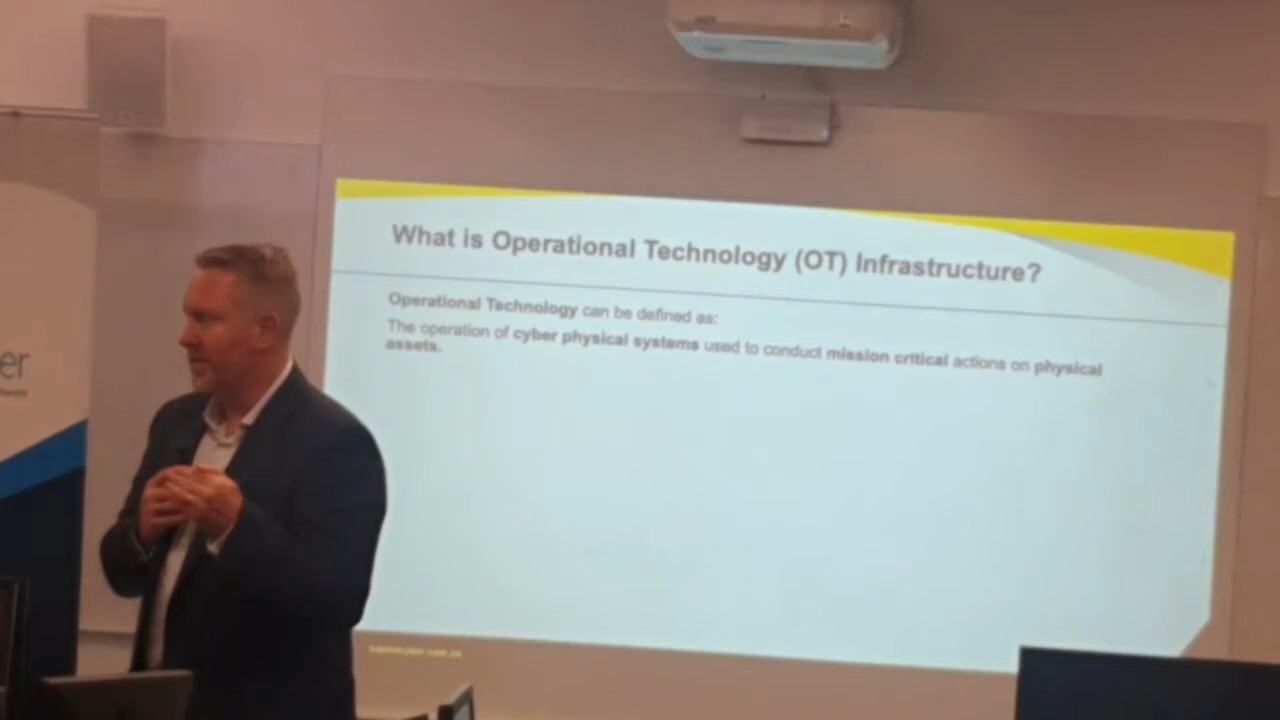 What is Operational Technology (OT) Infrastructure?
Operational Technology can be defined as:
The operation of cyber physical systems used to conduct mission critical actions on physical
assets.
er